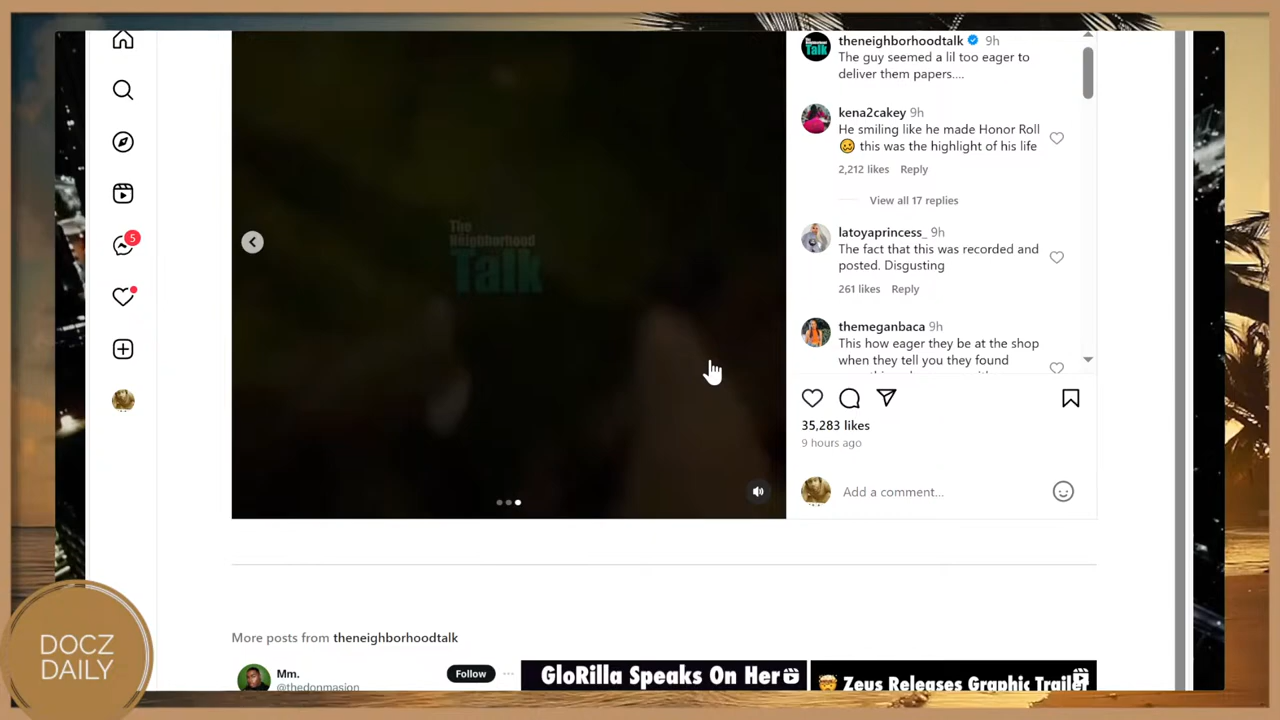 theneighborhoodtalk 9h
The guy seemed a lil too eager to
deliver them papers....
kena2cakey 9h
He smiling like he made Honor Roll
🥴 this was the highlight of his life
2,212 likes Reply
View all 17 replies
latoyaprincess_ 9h
The fact that this was recorded and
posted. Disgusting
261 likes Reply
themeganbaca 9h
This how eager they be at the shop
when they tell you they found
The
Neighborhood
Talk
5
35,283 likes
9 hours ago
Add a comment...
More posts from theneighborhoodtalk
Mm.
@thedonmasion
Follow
GloRilla Speaks On Her
Zeus Releases Graphic Trailer
DOCZ
DAILY